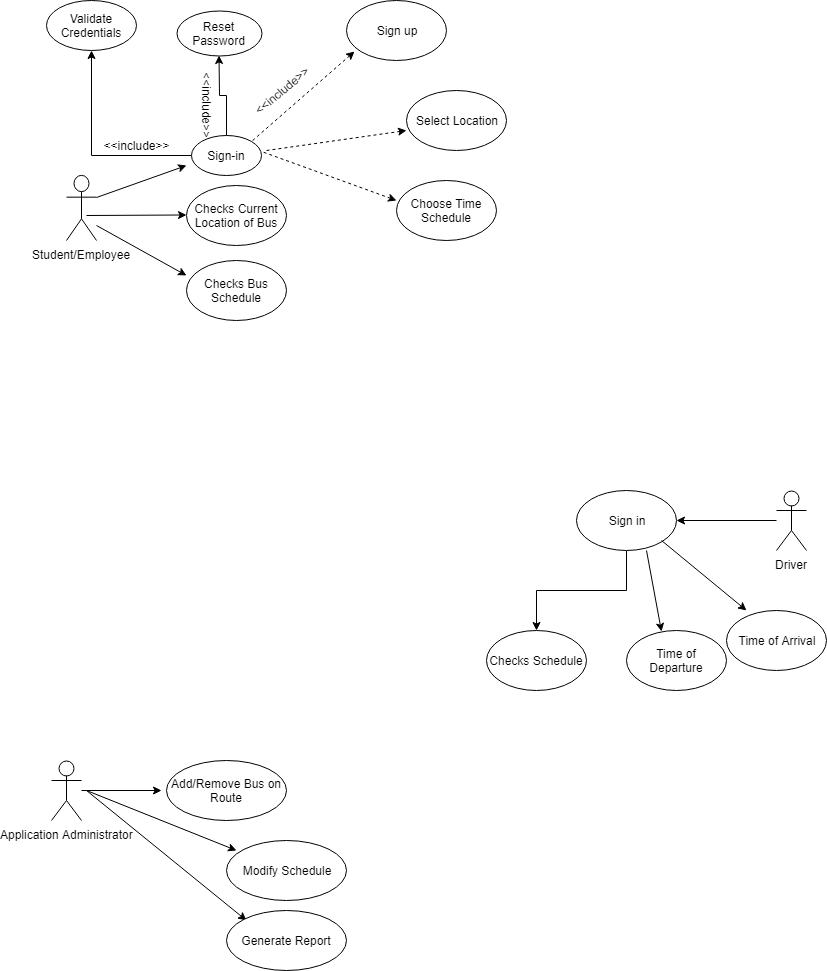 Validate
Credentials
Reset
Password
Sign up
<<include>>
<<include>>
Select Location
<<include>>
Sign-in
Checks Current
Location of Bus
Choose Time
Schedule
Student/Employee
Checks Bus
Schedule
Sign in
Driver
Checks Schedule
Time of
Departure
Time of Arrival
Add/Remove Bus on
Route
Application Administrator
Modify Schedule
Generate Report